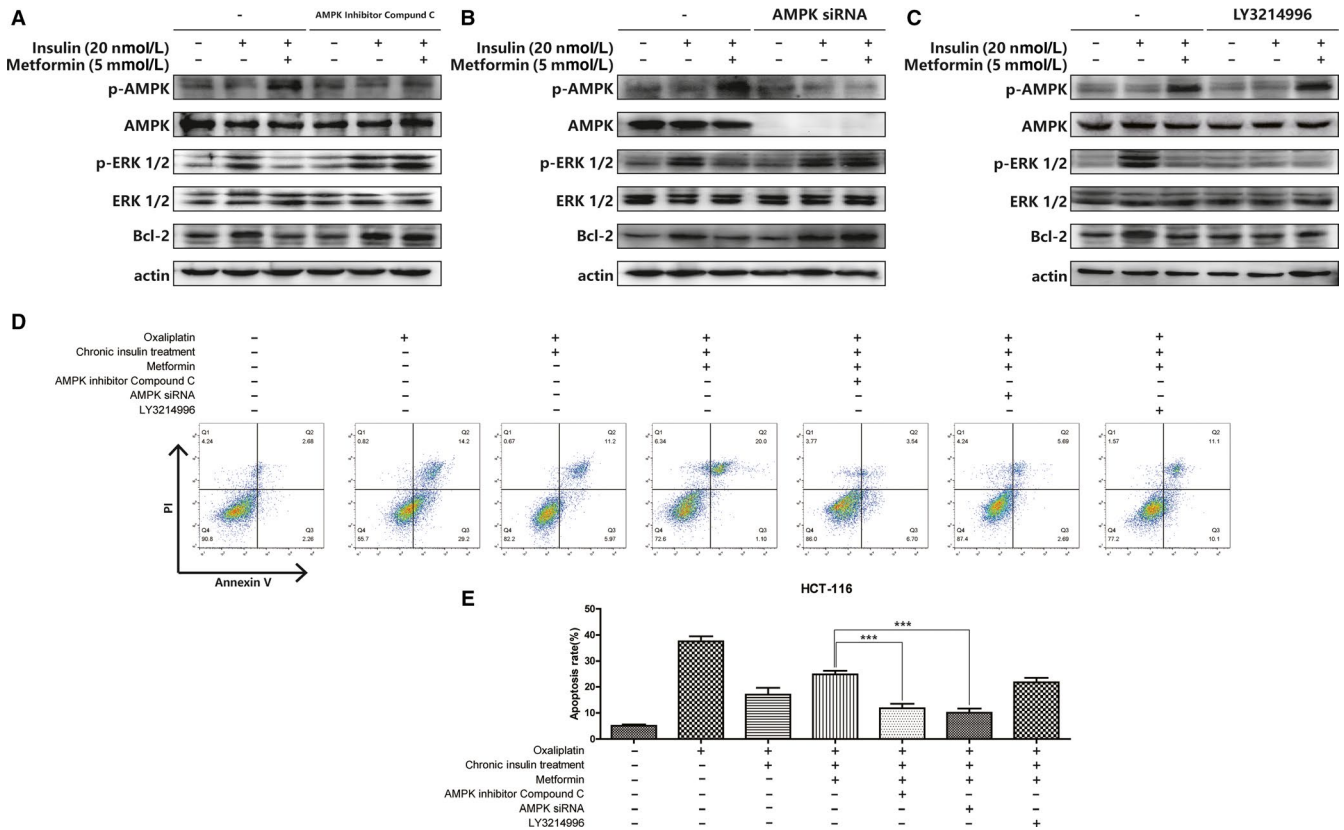 A
- AMPK Inhibitor Compund C
Insulin (20 nmol/L) - + + - + +
Metformin (5 mmol/L) + +
p-AMPK
AMPK
p-ERK 1/2
ERK 1/2
Bcl-2
actin
B
- AMPK siRNA
Insulin (20 nmol/L) - + + - + +
Metformin (5 mmol/L) + +
p-AMPK
AMPK
p-ERK 1/2
ERK 1/2
Bcl-2
actin
C
- LY3214996
Insulin (20 nmol/L) - + + - + +
Metformin (5 mmol/L) + +
p-AMPK
AMPK
p-ERK 1/2
ERK 1/2
Bcl-2
actin
D
Oxaliplatin - + + + + + +
Chronic insulin treatment - - + + + + +
Metformin - - - + + + +
AMPK inhibitor Compound C - - - - + - -
AMPK siRNA - - - - - + -
LY3214996 - - - - - - +
Q1 Q2 Q1 Q2 Q1 Q2 Q1 Q2 Q1 Q2 Q1 Q2 Q1 Q2
4.24 2.68 0.82 14.2 0.67 11.2 6.34 20.0 3.77 3.54 4.24 5.69 1.57 11.1
PI
Q4 Q3 Q4 Q3 Q4 Q3 Q4 Q3 Q4 Q3 Q4 Q3 Q4 Q3
90.8 2.26 55.7 29.2 82.2 5.97 72.6 1.10 86.0 6.70 87.4 2.69 77.2 10.1
Annexin V
E
HCT-116
Apoptosis rate(%)
50
40
30
20
10
0
***
***
Oxaliplatin - + + + + + +
Chronic insulin treatment - - + + + + +
Metformin - - - + + + +
AMPK inhibitor Compound C - - - - + - -
AMPK siRNA - - - - - + -
LY3214996 - - - - - - +